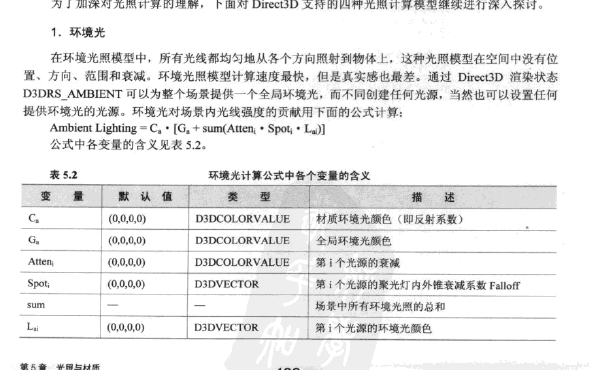 为了加深对光照计算的理解，下面对 Direct3D 支持的四种光照计算模型继续进行深入探讨。
1．环境光
在环境光照模型中，所有光线都均匀地从各个方向照射到物体上，这种光照模型在空间中没有位
置、方向、范围和衰减。环境光照模型计算速度最快，但是真实感也最差。通过 Direct3D 渲染状态
D3DRS_AMBIENT 可以为整个场景提供一个全局环境光，而不同创建任何光源，当然也可以设置任何
提供环境光的光源。环境光对场景内光线强度的贡献用下面的公式计算：
Ambient Lighting = Ca • [Ga + sum(Atteni • Spoti • Lai)]
公式中各变量的含义见表 5.2。
表 5.2 环境光计算公式中各个变量的含义
变 量 默 认 值 类 型 描 述
Ca (0,0,0,0) D3DCOLORVALUE 材质环境光颜色（即反射系数）
Ga (0,0,0,0) D3DCOLORVALUE 全局环境光颜色
Atteni (0,0,0,0) D3DCOLORVALUE 第 i 个光源的衰减
Spoti (0,0,0,0) D3DVECTOR 第 i 个光源的聚光灯内外锥衰减系数 Falloff
sum — — 场景中所有环境光照的总和
Lai (0,0,0,0) D3DVECTOR 第 i 个光源的环境光颜色
第 5 章 光照与材质